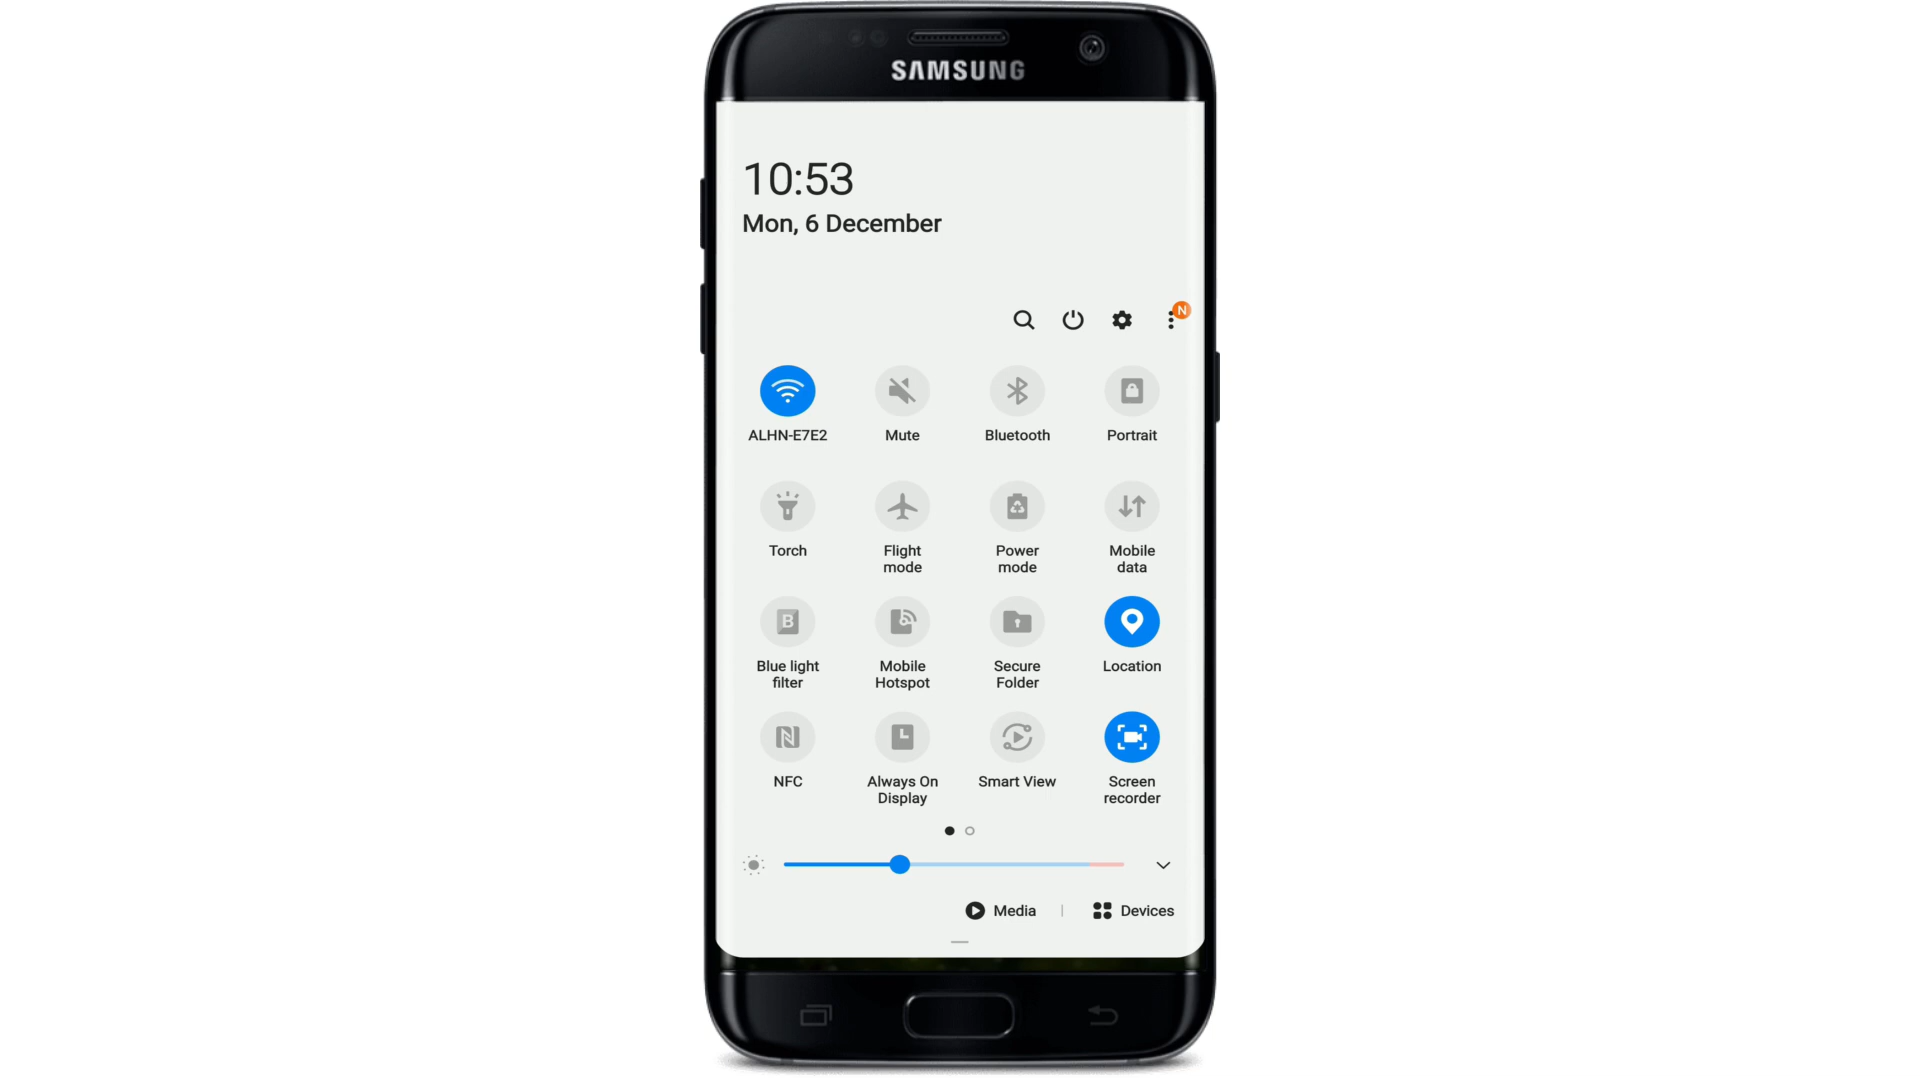 SAMSUNG
10:53
Mon, 6 December
N
ALHN-E7E2
Mute
Bluetooth
Portrait
Torch
Flight
mode
Power
mode
Mobile
data
B
Blue light
filter
Mobile
Hotspot
Secure
Folder
Location
NFC
Always On
Display
Smart View
Screen
recorder
Media
Devices